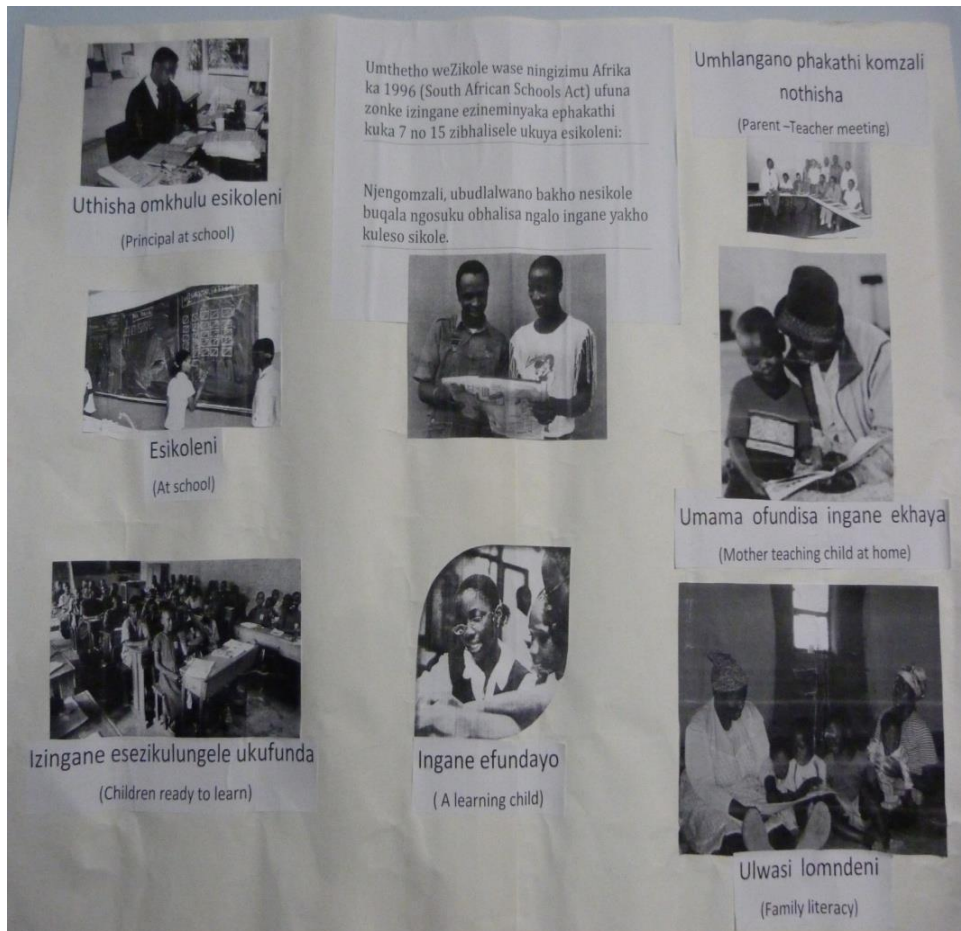 Uthisha omkhulu esikoleni
(Principal at school)
Esikoleni
(At school)
Izingane esezikulungele ukufunda
(Children ready to learn)
Umthetho weZikole wase ningizimu Afrika
ka 1996 (South African Schools Act) ufuna
zonke izingane ezineminyaka ephakathi
kuka 7 no 15 zibhalisele ukuya esikoleni:
Njengomzali, ubudlalwano bakho nesikole
buqala ngosuku obhalisa ngalo ingane yakho
kuleso sikole.
Ingane efundayo
( A learning child)
Umhlangano phakathi komzali
nothisha
(Parent –Teacher meeting)
Umama ofundisa ingane ekhaya
(Mother teaching child at home)
Ulwasi lomndeni
(Family literacy)